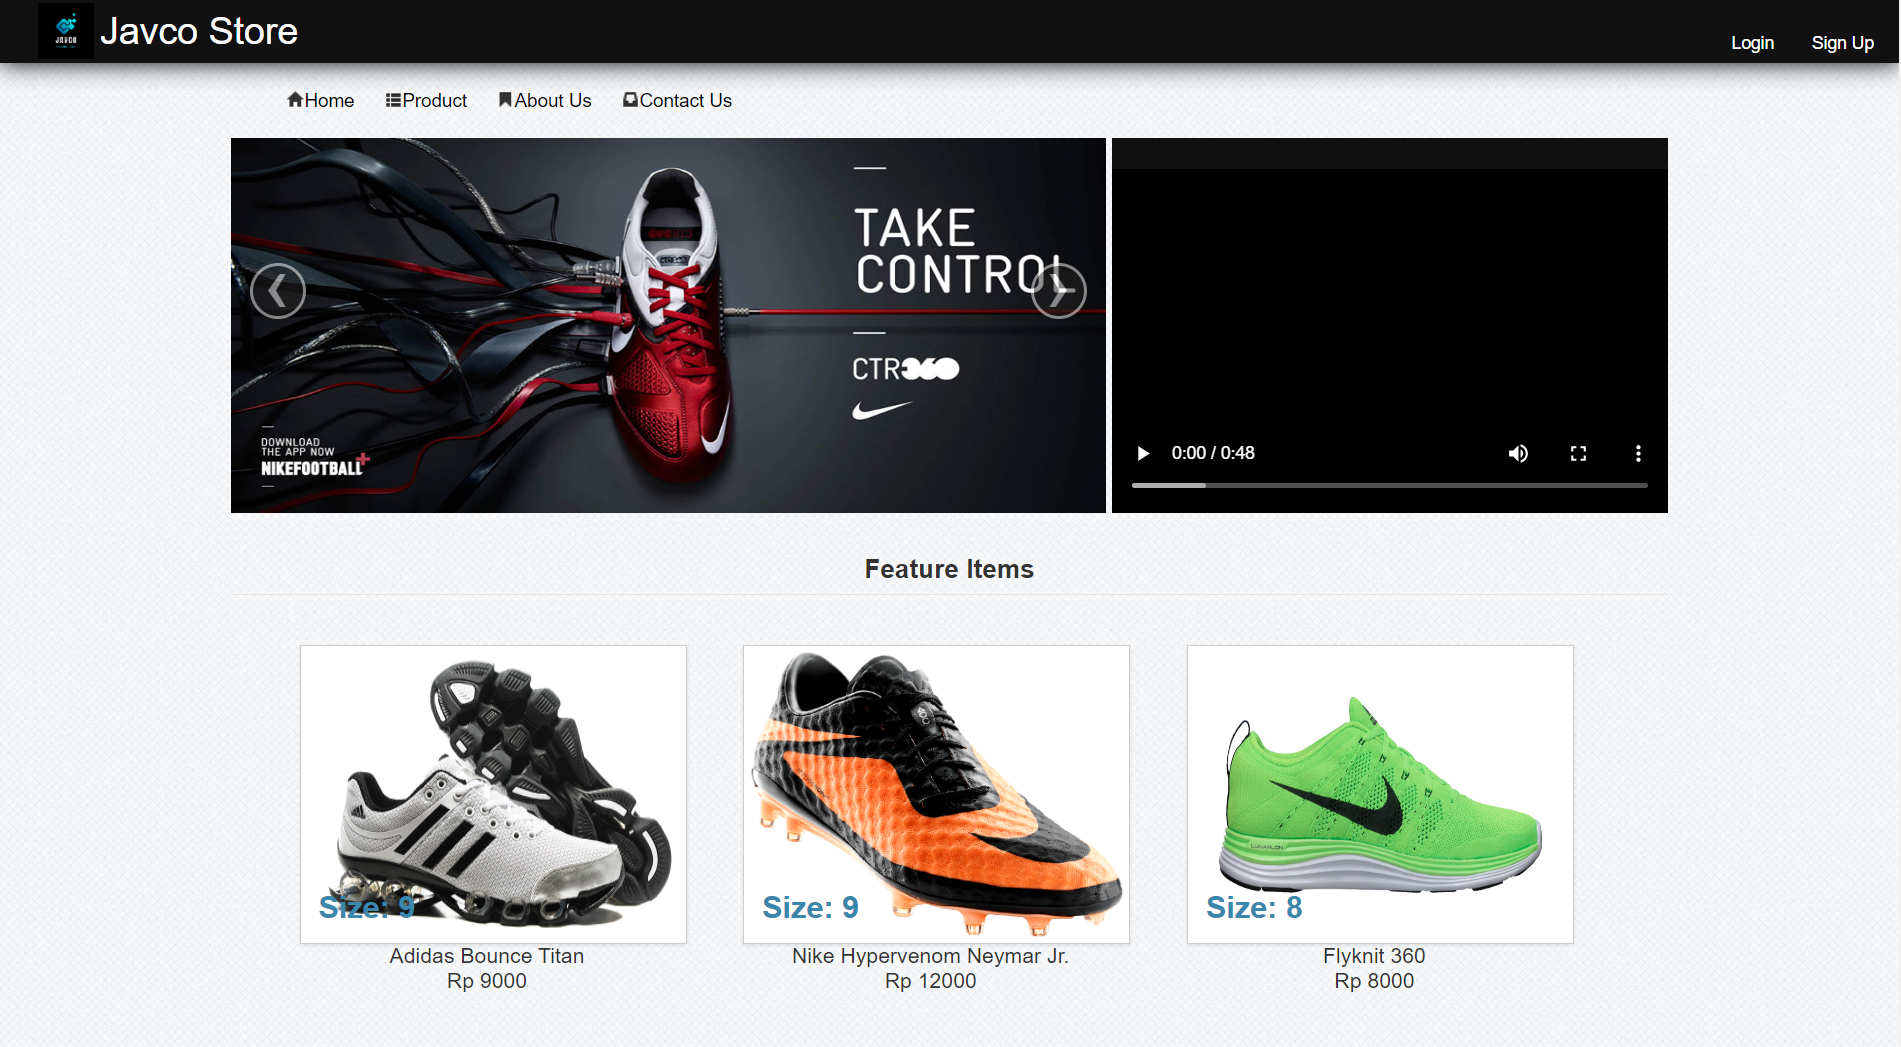 JAVCO
Javco Store
Login
Sign Up
Home
Product
About Us
Contact Us
TAKE
CONTROL
CTR360
DOWNLOAD
THE APP NOW
NIKEFOOTBALL+
0:00 / 0:48
Feature Items
Size: 9
Size: 9
LUNARLON
Size: 8
Adidas Bounce Titan
Nike Hypervenom Neymar Jr.
Flyknit 360
Rp 9000
Rp 12000
Rp 8000